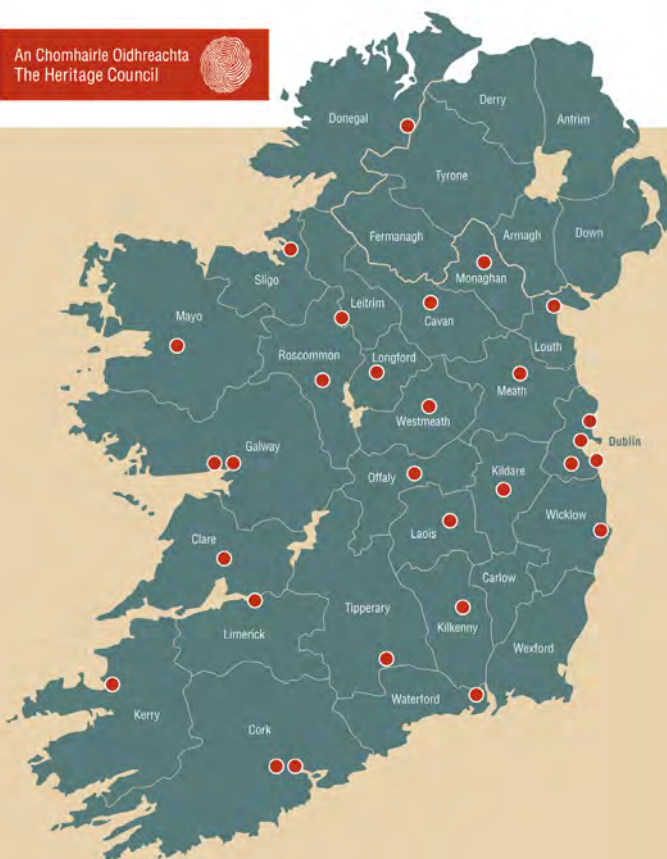 An Chomhairle Oidhreachta
The Heritage Council
Donegal
Derry
Antrim
Tyrone
Fermanagh
Armagh
Down
Monaghan
Sligo
Leitrim
Cavan
Mayo
Roscommon
Longford
Louth
Meath
Westmeath
Galway
Dublin
Offaly
Kildare
Laois
Wicklow
Clare
Carlow
Tipperary
Kilkenny
Limerick
Wexford
Waterford
Kerry
Cork